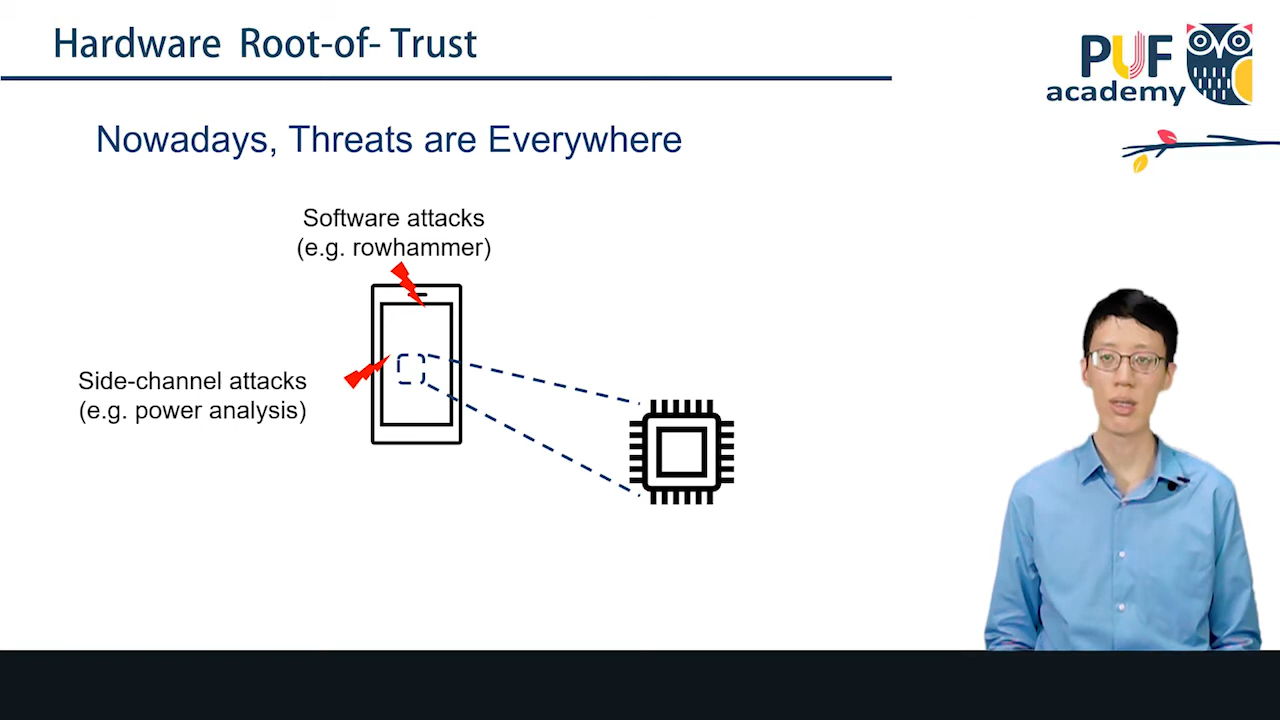 Hardware Root-of- Trust
PUF
academy
Nowadays, Threats are Everywhere
Software attacks
(e.g. rowhammer)
Side-channel attacks
(e.g. power analysis)